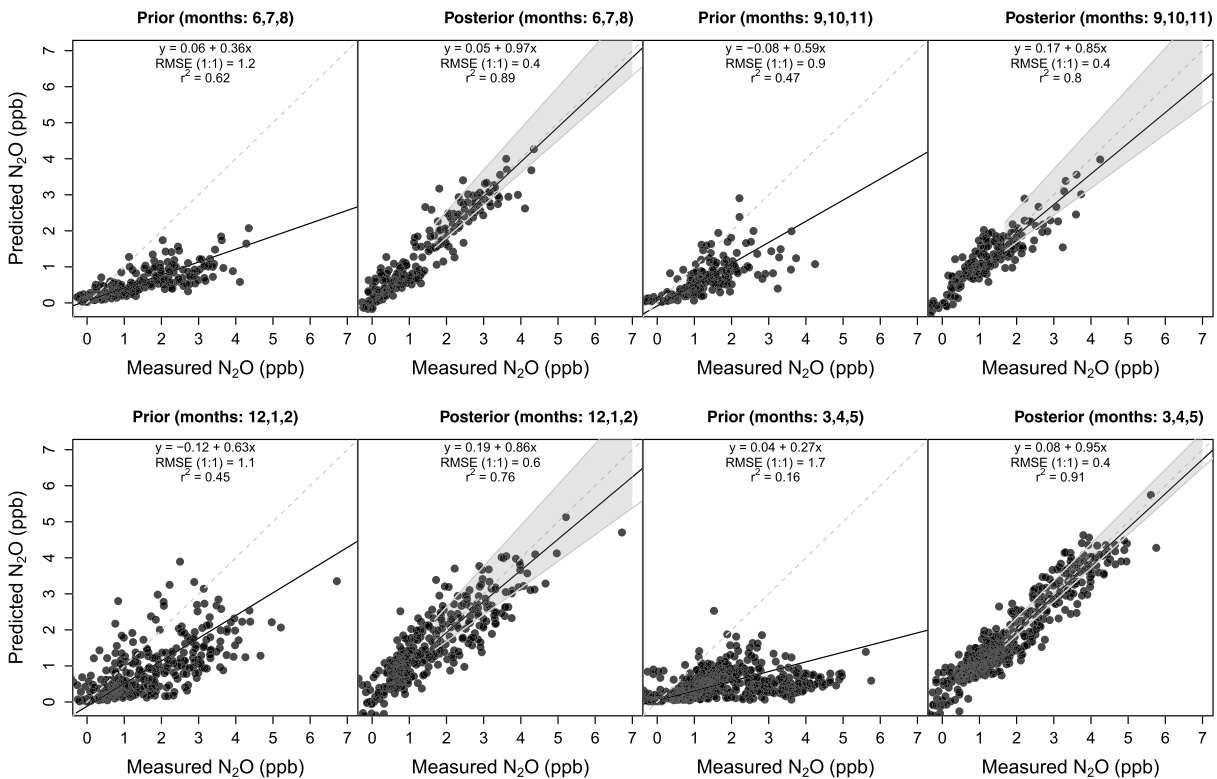 Prior (months: 6,7,8)
Posterior (months: 6,7,8)
Prior (months: 9,10,11)
Posterior (months: 9,10,11)
y = 0.06 + 0.36x
RMSE (1:1) = 1.2
r² = 0.62
y = 0.05 + 0.97x
RMSE (1:1) = 0.4
r² = 0.89
y = −0.08 + 0.59x
RMSE (1:1) = 0.9
r² = 0.47
y = 0.17 + 0.85x
RMSE (1:1) = 0.4
r² = 0.8
Predicted N₂O (ppb)
7
6
5
4
3
2
1
0
0 1 2 3 4 5 6 7
0 1 2 3 4 5 6 7
0 1 2 3 4 5 6 7
0 1 2 3 4 5 6 7
Measured N₂O (ppb)
Measured N₂O (ppb)
Measured N₂O (ppb)
Measured N₂O (ppb)
Prior (months: 12,1,2)
Posterior (months: 12,1,2)
Prior (months: 3,4,5)
Posterior (months: 3,4,5)
y = −0.12 + 0.63x
RMSE (1:1) = 1.1
r² = 0.45
y = 0.19 + 0.86x
RMSE (1:1) = 0.6
r² = 0.76
y = 0.04 + 0.27x
RMSE (1:1) = 1.7
r² = 0.16
y = 0.08 + 0.95x
RMSE (1:1) = 0.4
r² = 0.91
Predicted N₂O (ppb)
7
6
5
4
3
2
1
0
0 1 2 3 4 5 6 7
0 1 2 3 4 5 6 7
0 1 2 3 4 5 6 7
0 1 2 3 4 5 6 7
Measured N₂O (ppb)
Measured N₂O (ppb)
Measured N₂O (ppb)
Measured N₂O (ppb)